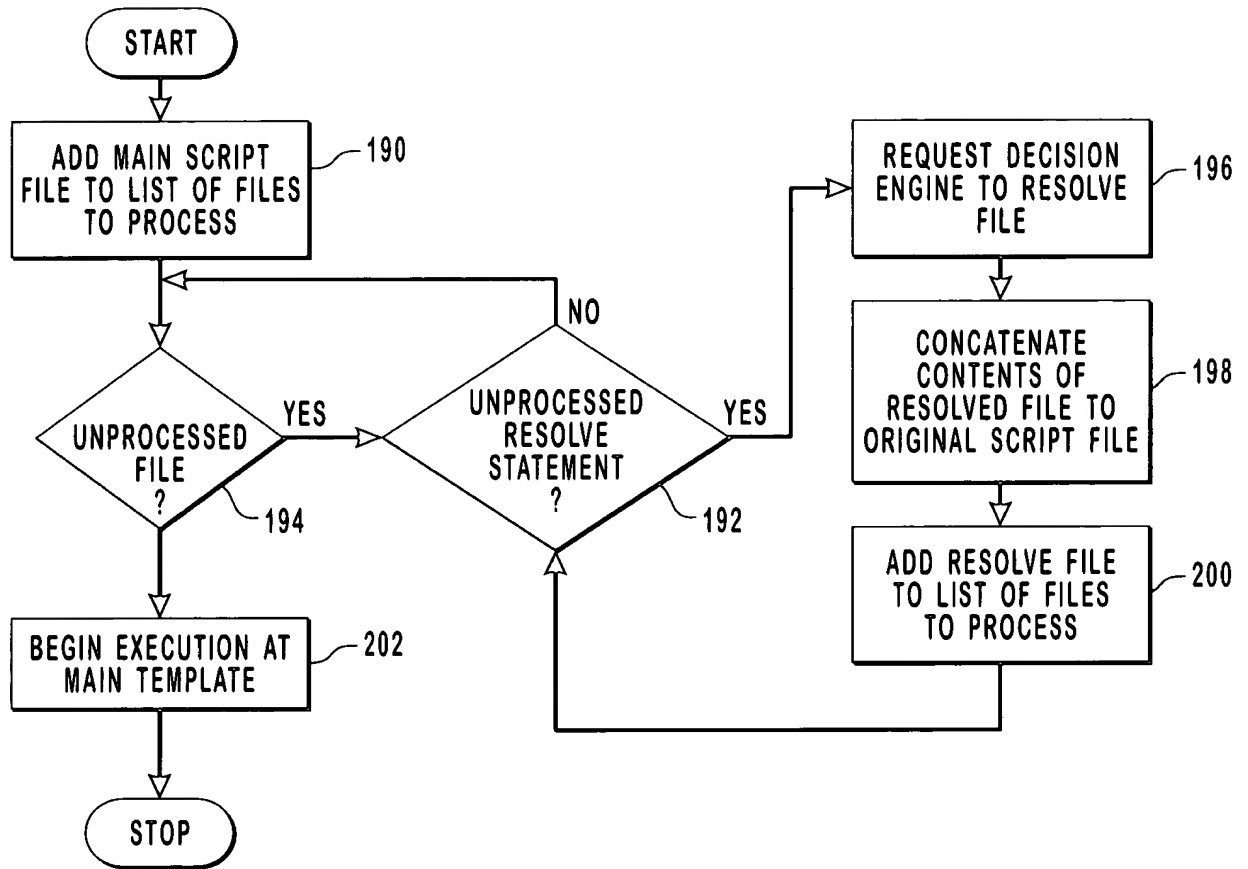 START
ADD MAIN SCRIPT
FILE TO LIST OF FILES
TO PROCESS
190
UNPROCESSED
FILE
?
YES
194
BEGIN EXECUTION AT
MAIN TEMPLATE
202
STOP
NO
UNPROCESSED
RESOLVE
STATEMENT
?
YES
192
REQUEST DECISION
ENGINE TO RESOLVE
FILE
196
CONCATENATE
CONTENTS OF
RESOLVED FILE TO
ORIGINAL SCRIPT FILE
198
ADD RESOLVE FILE
TO LIST OF FILES
TO PROCESS
200